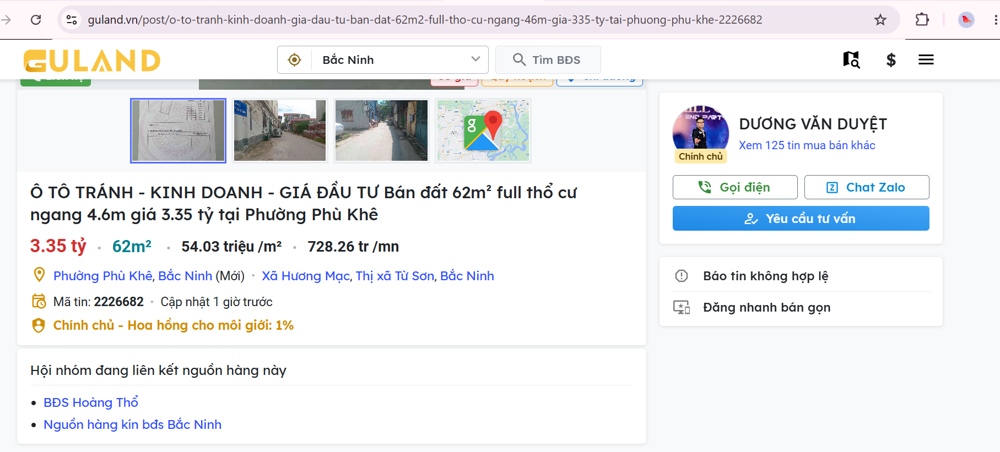 guland.vn/post/o-to-tranh-kinh-doanh-gia-dau-tu-ban-dat-62m2-full-tho-cu-ngang-46m-gia-335-ty-tai-phuong-phu-khe-2226682
GULAND
Bắc Ninh
Tìm BĐS
$
Ô TÔ TRÁNH - KINH DOANH - GIÁ ĐẦU TƯ Bán đất 62m² full thổ cư
ngang 4.6m giá 3.35 tỷ tại Phường Phù Khê
3.35 tỷ · 62m² · 54.03 triệu /m² · 728.26 tr /mn
Phường Phù Khê, Bắc Ninh (Mới) · Xã Hương Mạc, Thị xã Từ Sơn, Bắc Ninh
Mã tin: 2226682 · Cập nhật 1 giờ trước
Chính chủ - Hoa hồng cho môi giới: 1%
Hội nhóm đang liên kết nguồn hàng này
• BĐS Hoàng Thổ
• Nguồn hàng kín bđs Bắc Ninh
DƯƠNG VĂN DUYỆT
Xem 125 tin mua bán khác
Chính chủ
Gọi điện
Chat Zalo
Yêu cầu tư vấn
Báo tin không hợp lệ
Đăng nhanh bán gọn